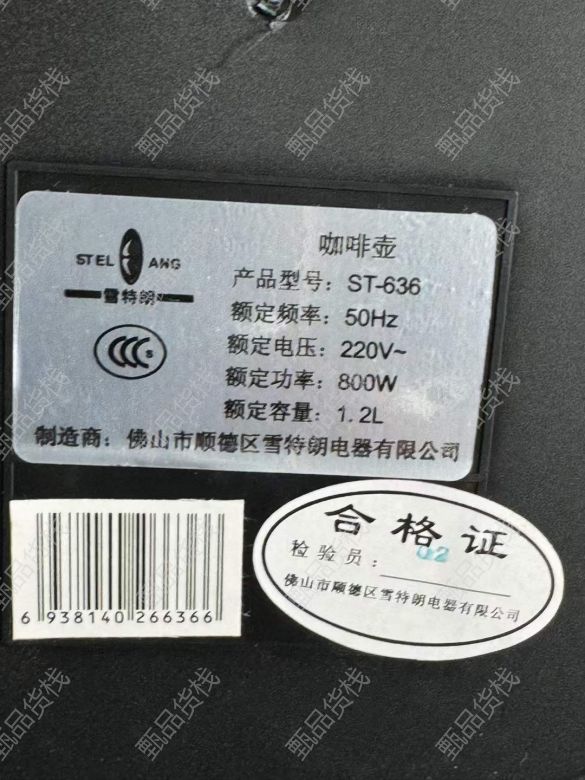 咖啡壶
STEL ANG
雪特朗
产品型号：ST-636
额定频率：50Hz
额定电压：220V~
额定功率：800W
额定容量：1.2L
制造商：佛山市顺德区雪特朗电器有限公司
CCC S
合格证
检验员：02
佛山市顺德区雪特朗电器有限公司
6 938140 266366
甄品货栈